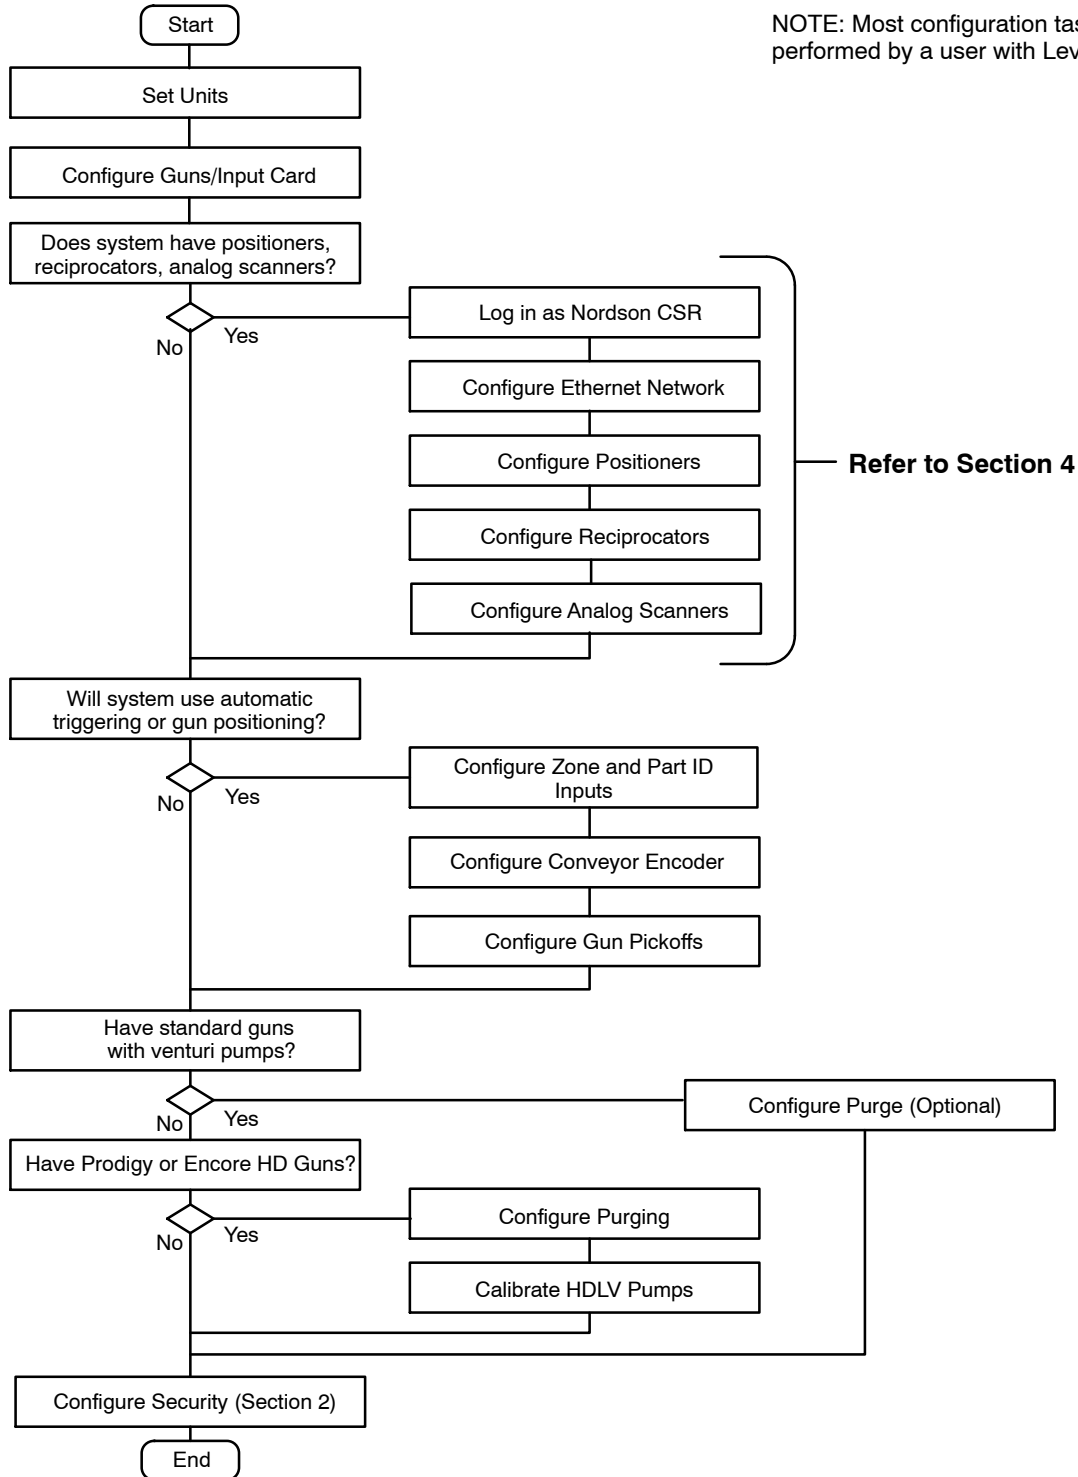 Start
NOTE: Most configuration
performed by a user with
Set Units
Configure Guns/Input Card
Does system have positioners,
reciprocators, analog scanners?
No
Yes
Log in as Nordson CSR
Configure Ethernet Network
Configure Positioners
Configure Reciprocators
Configure Analog Scanners
Refer to Section 4
Will system use automatic
triggering or gun positioning?
No
Yes
Configure Zone and Part ID
Inputs
Configure Conveyor Encoder
Configure Gun Pickoffs
Have standard guns
with venturi pumps?
No
Yes
Configure Purge (Optional)
Have Prodigy or Encore HD Guns?
No
Yes
Configure Purging
Calibrate HDLV Pumps
Configure Security (Section 2)
End